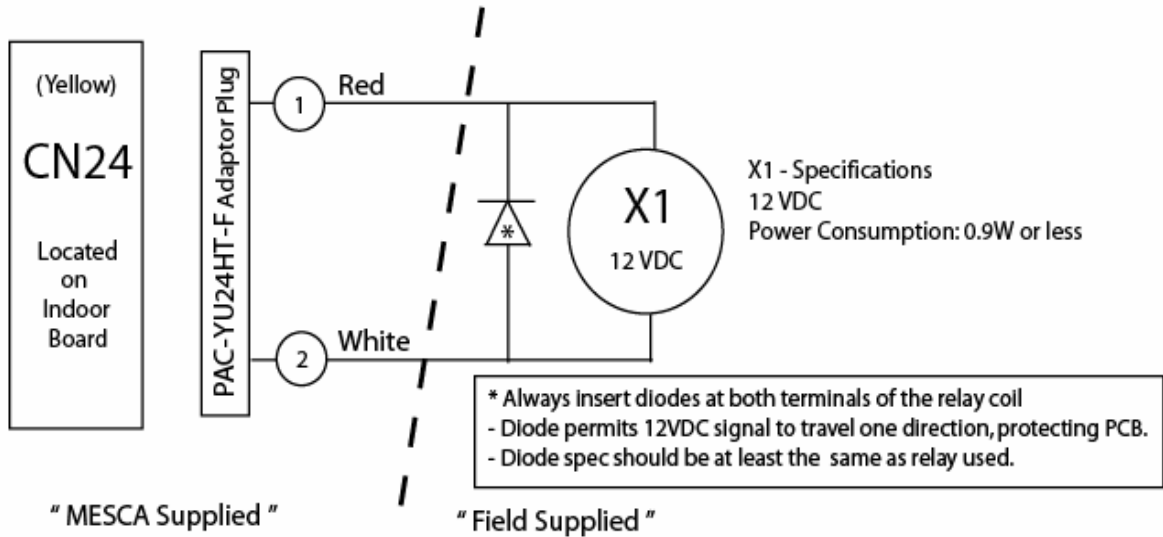 (Yellow)
CN24
Located
on
Indoor
Board
PAC-YU24HT-F Adaptor Plug
1
Red
2
White
*
X1
12 VDC
X1 - Specifications
12 VDC
Power Consumption: 0.9W or less
* Always insert diodes at both terminals of the relay coil
- Diode permits 12VDC signal to travel one direction, protecting PCB.
- Diode spec should be at least the same as relay used.
" MESCA Supplied "
" Field Supplied "